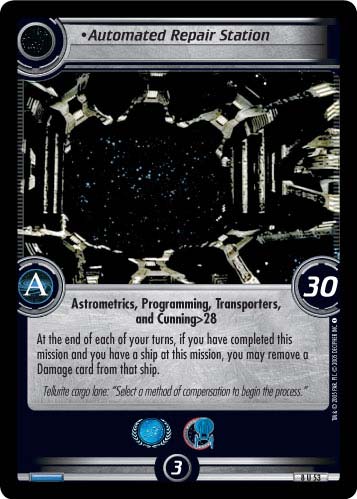 •Automated Repair Station
A
30
Astrometrics, Programming, Transporters,
and Cunning>28
At the end of each of your turns, if you have completed this
mission and you have a ship at this mission, you may remove a
Damage card from that ship.
Tellurite cargo lane: "Select a method of compensation to begin the process."
3
8 U 53